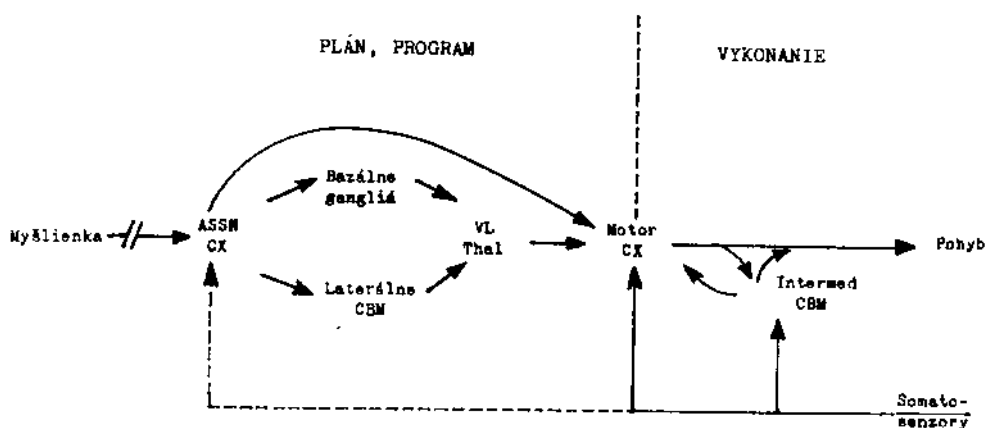 PLÁN, PROGRAM
VYKONANIE
Bazálne
gangliá
Myšlienka
ASSN
CX
VL
Thal
Motor
CX
Pohyb
Laterálne
CBM
Intermed
CBM
Somato-
senzory